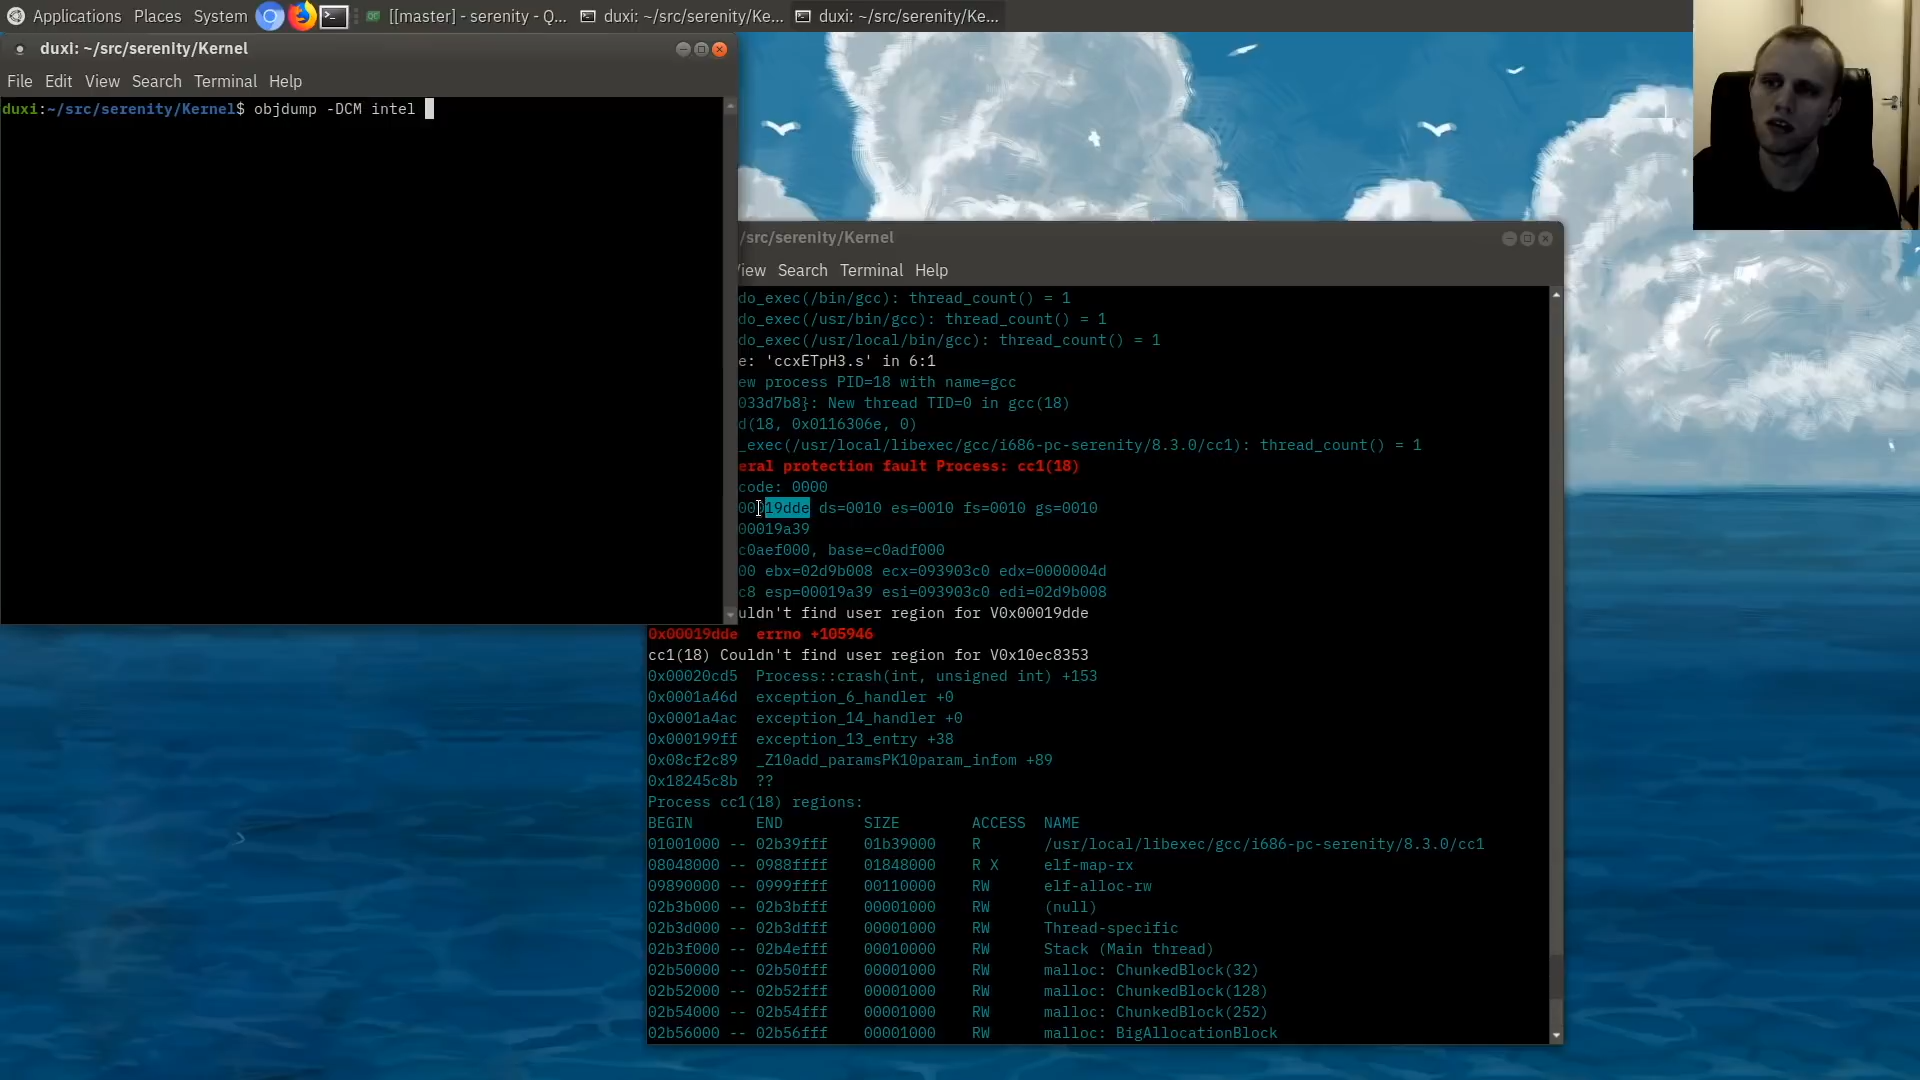 Applications Places System [[master] - serenity - Q... duxi: ~/src/serenity/Ke... duxi: ~/src/serenity/Ke...
duxi: ~/src/serenity/Kernel
File Edit View Search Terminal Help
duxi:~/src/serenity/Kernel$ objdump -DCM intel
/src/serenity/Kernel
View Search Terminal Help
do_exec(/bin/gcc): thread_count() = 1
do_exec(/usr/bin/gcc): thread_count() = 1
do_exec(/usr/local/bin/gcc): thread_count() = 1
e: 'ccxETpH3.s' in 6:1
ew process PID=18 with name=gcc
033d7b8}: New thread TID=0 in gcc(18)
d(18, 0x0116306e, 0)
_exec(/usr/local/libexec/gcc/i686-pc-serenity/8.3.0/cc1): thread_count() = 1
eral protection fault Process: cc1(18)
code: 0000
00019dde ds=0010 es=0010 fs=0010 gs=0010
00019a39
c0aef000, base=c0adf000
00 ebx=02d9b008 ecx=093903c0 edx=0000004d
c8 esp=00019a39 esi=093903c0 edi=02d9b008
uldn't find user region for V0x00019dde
0x00019dde errno +105946
cc1(18) Couldn't find user region for V0x10ec8353
0x00020cd5 Process::crash(int, unsigned int) +153
0x0001a46d exception_6_handler +0
0x0001a4ac exception_14_handler +0
0x000199ff exception_13_entry +38
0x08cf2c89 _Z10add_paramsPK10param_infom +89
0x18245c8b ??
Process cc1(18) regions:
BEGIN END SIZE ACCESS NAME
01001000 -- 02b39fff 01b39000 R /usr/local/libexec/gcc/i686-pc-serenity/8.3.0/cc1
08048000 -- 0988ffff 01848000 R X elf-map-rx
09890000 -- 0999ffff 00110000 RW elf-alloc-rw
02b3b000 -- 02b3bfff 00001000 RW (null)
02b3d000 -- 02b3dfff 00001000 RW Thread-specific
02b3f000 -- 02b4efff 00010000 RW Stack (Main thread)
02b50000 -- 02b50fff 00001000 RW malloc: ChunkedBlock(32)
02b52000 -- 02b52fff 00001000 RW malloc: ChunkedBlock(128)
02b54000 -- 02b54fff 00001000 RW malloc: ChunkedBlock(252)
02b56000 -- 02b56fff 00001000 RW malloc: BigAllocationBlock